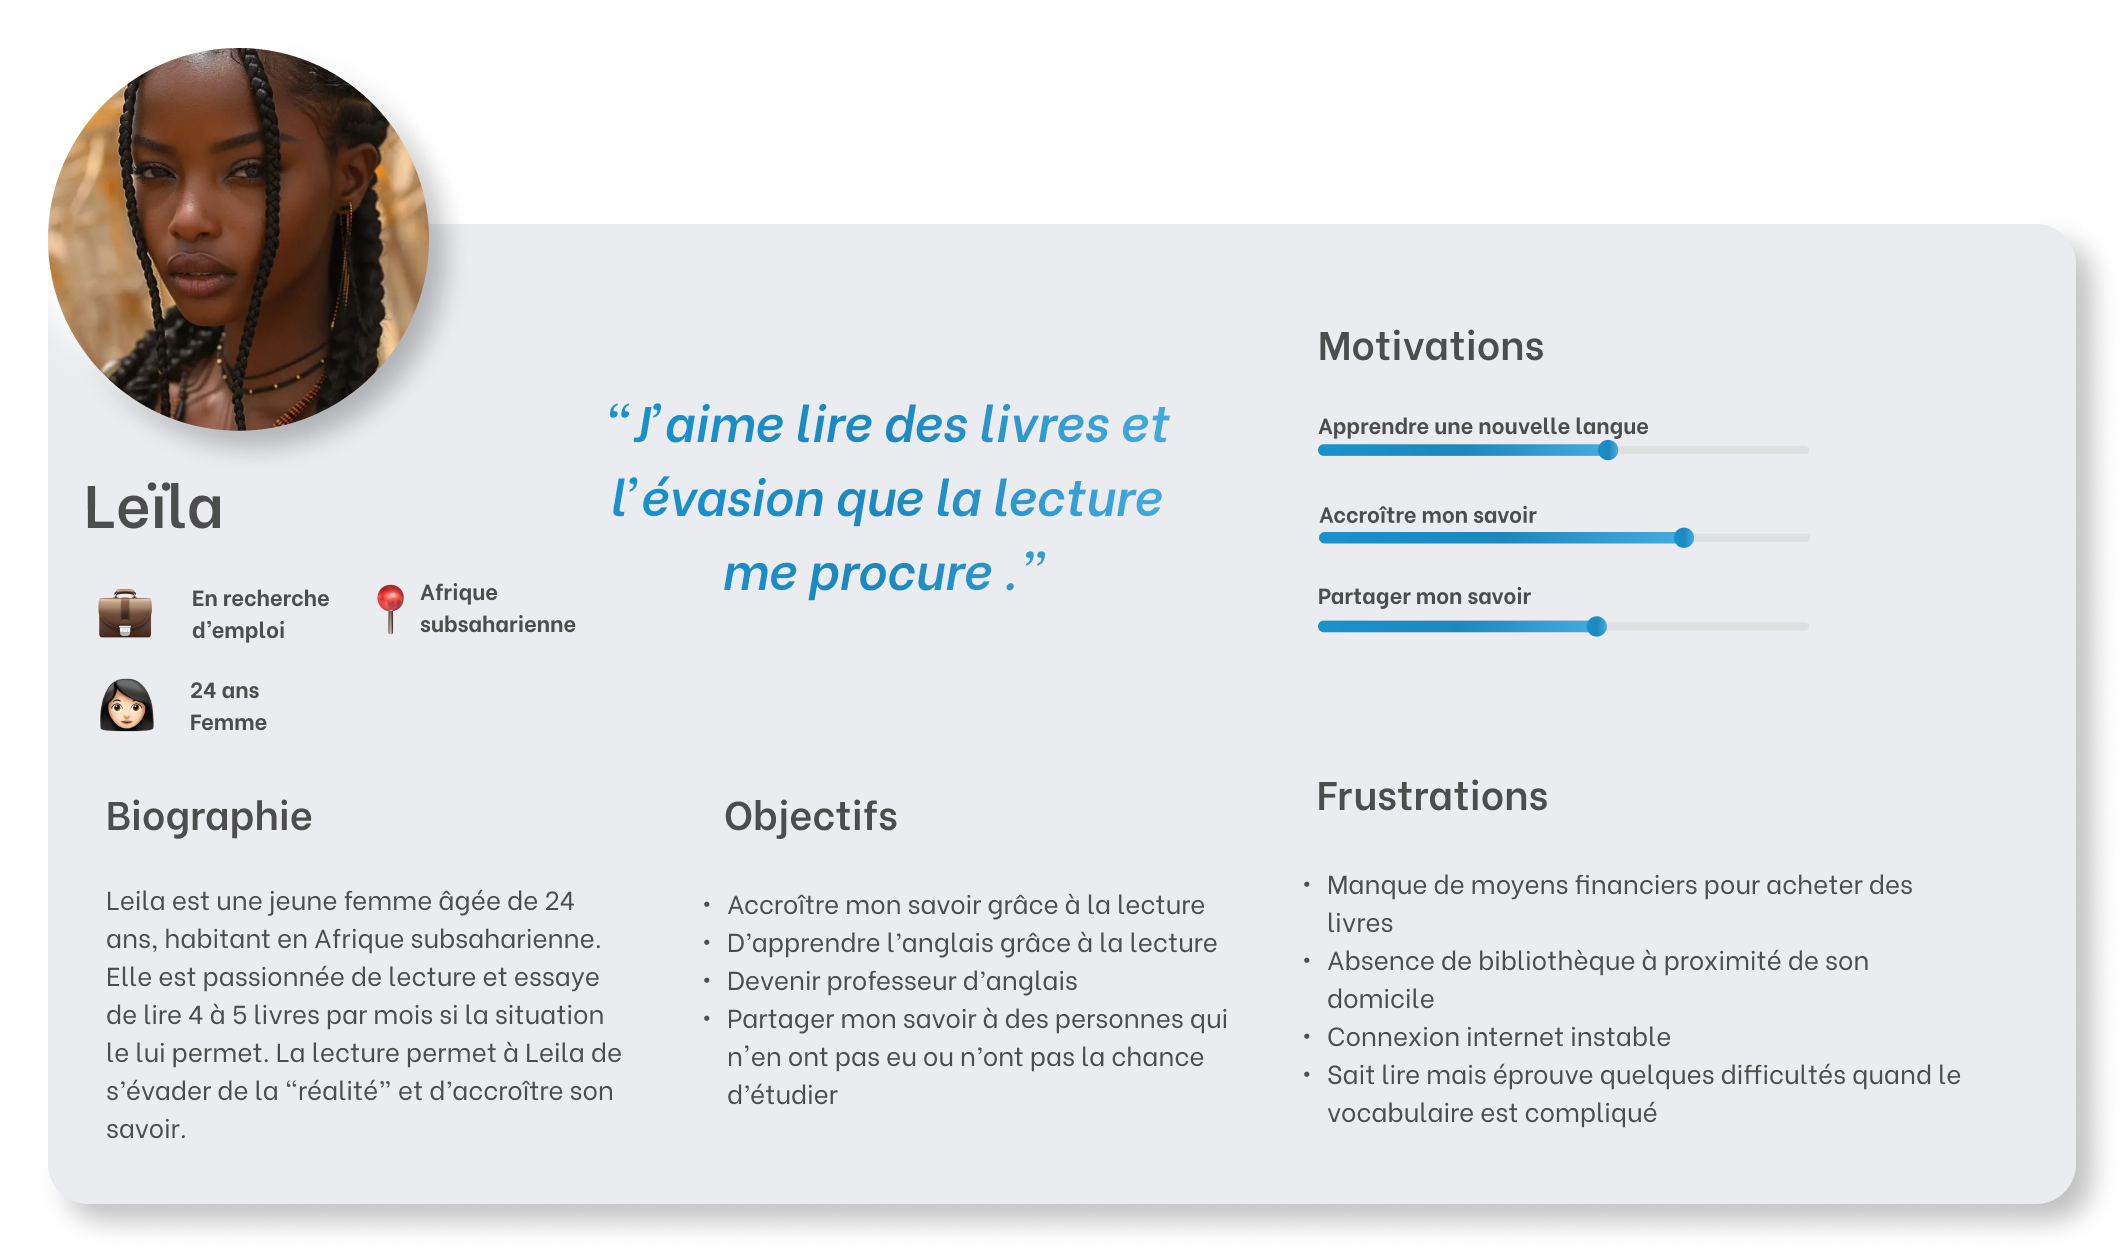 Leïla
En recherche
d’emploi
Afrique
subsaharienne
24 ans
Femme
“J’aime lire des livres et
l’évasion que la lecture
me procure .”
Motivations
Apprendre une nouvelle langue
Accroître mon savoir
Partager mon savoir
Biographie
Leila est une jeune femme âgée de 24
ans, habitant en Afrique subsaharienne.
Elle est passionnée de lecture et essaye
de lire 4 à 5 livres par mois si la situation
le lui permet. La lecture permet à Leila de
s’évader de la “réalité” et d’accroître son
savoir.
Objectifs
• Accroître mon savoir grâce à la lecture
• D’apprendre l’anglais grâce à la lecture
• Devenir professeur d’anglais
• Partager mon savoir à des personnes qui
n’en ont pas eu ou n’ont pas la chance
d’étudier
Frustrations
• Manque de moyens financiers pour acheter des
livres
• Absence de bibliothèque à proximité de son
domicile
• Connexion internet instable
• Sait lire mais éprouve quelques difficultés quand le
vocabulaire est compliqué